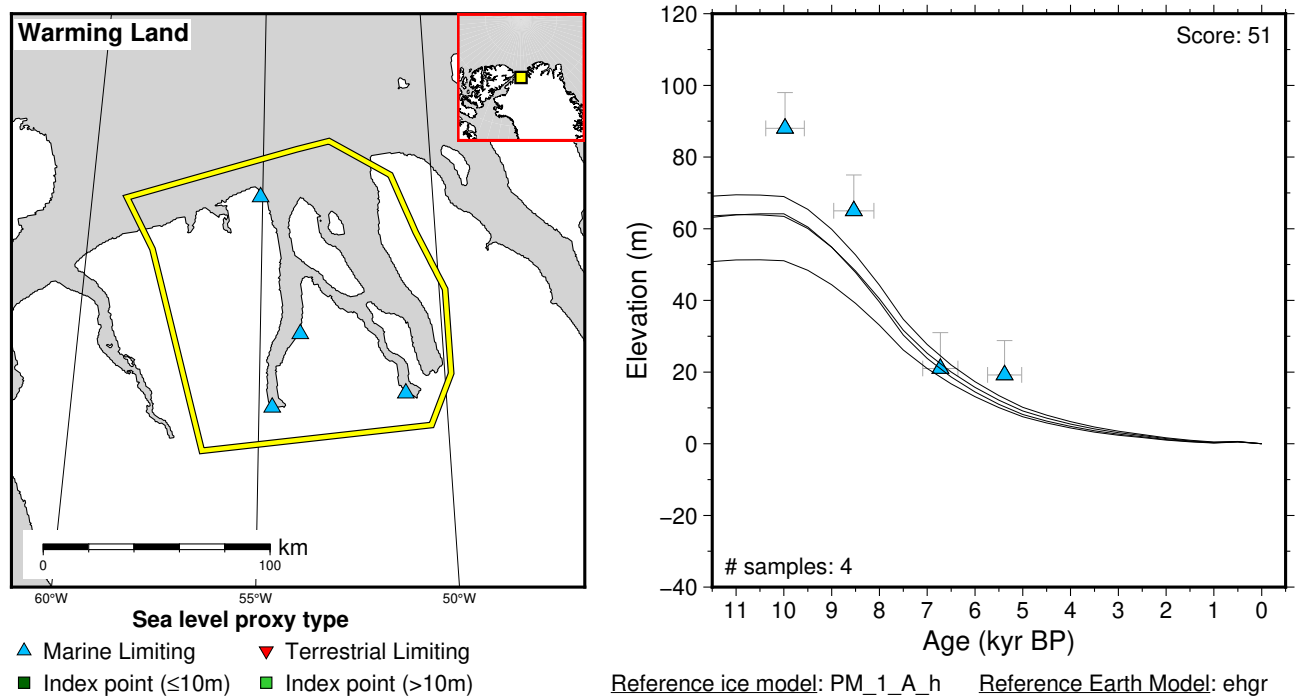 Warming Land
km
0 100
60°W 55°W 50°W
Sea level proxy type
Marine Limiting Terrestrial Limiting
Index point (≤10m) Index point (>10m)
Score: 51
120
100
80
60
40
20
0
−20
−40
Elevation (m)
# samples: 4
11 10 9 8 7 6 5 4 3 2 1 0
Age (kyr BP)
Reference ice model: PM_1_A_h Reference Earth Model: ehgr